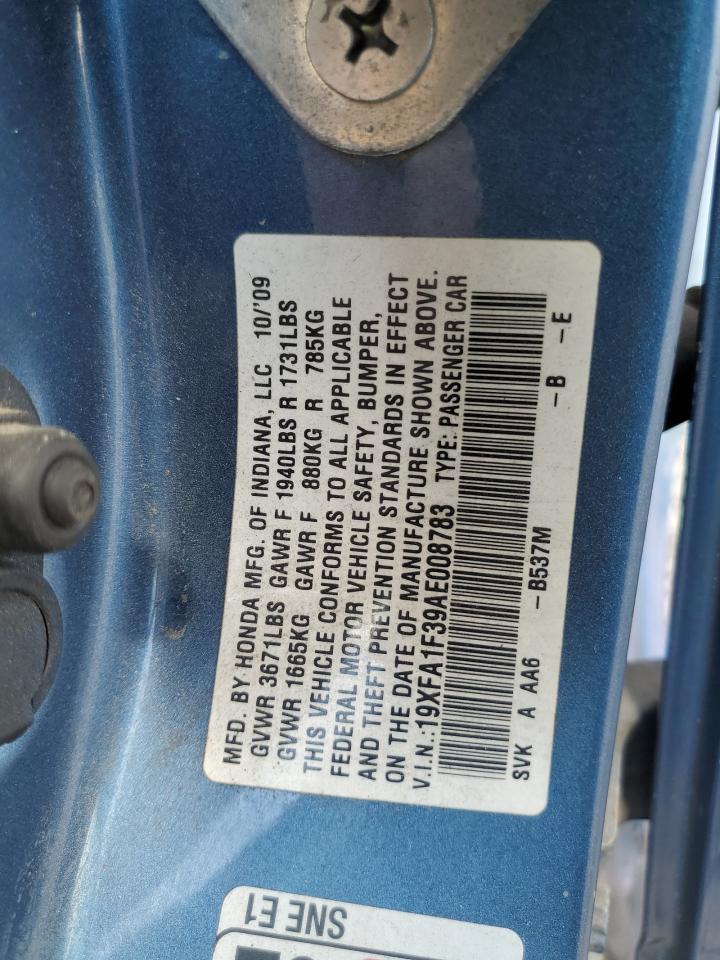 MFD. BY HONDA MFG. OF INDIANA, LLC 10/'09
GVWR 3671LBS GAWR F 1940LBS R 1731LBS
GVWR 1665KG GAWR F 880KG R 785KG
THIS VEHICLE CONFORMS TO ALL APPLICABLE
FEDERAL MOTOR VEHICLE SAFETY, BUMPER,
AND THEFT PREVENTION STANDARDS IN EFFECT
ON THE DATE OF MANUFACTURE SHOWN ABOVE.
V.I.N.:19XFA1F39AE008783 TYPE: PASSENGER CAR
SVK A AA6 -B537M -B -E
SNE E1